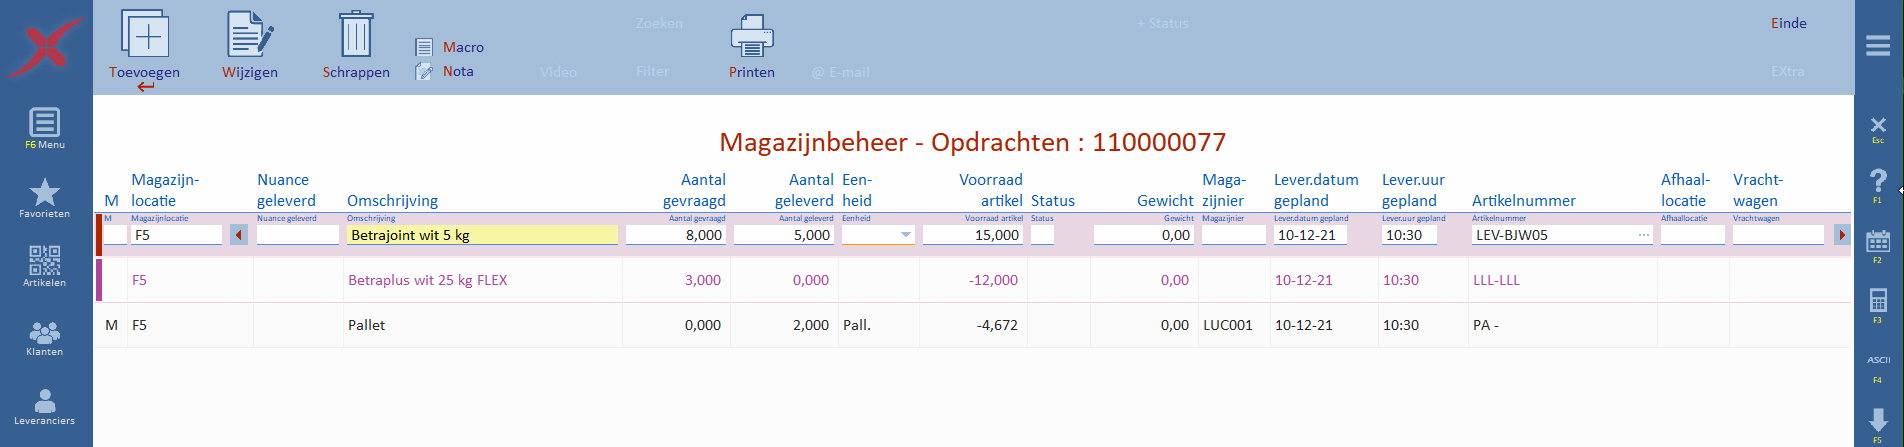 Toevoegen
Wijzigen
Schrappen
Macro
Nota
Video
Zoeken
Filter
Printen
@ E-mail
+ Status
Einde
EXtra
F6 Menu
Favorieten
Artikelen
Klanten
Leveranciers
Esc
F1
F2
F3
ASCII
F4
F5
Magazijnbeheer - Opdrachten : 110000077
M Magazijn-locatie Nuance geleverd Omschrijving Aantal gevraagd Aantal geleverd Een-heid Voorraad artikel Status Gewicht Maga-zijnier Lever.datum gepland Lever.uur gepland Artikelnummer Afhaal-locatie Vracht-wagen
M Magazijnlocatie Nuance geleverd Omschrijving Aantal gevraagd Aantal geleverd Eenheid Voorraad artikel Status Gewicht Magazijnier Lever.datum gepland Lever.uur gepland Artikelnummer Afhaallocatie Vrachtwagen
F5 Betrajoint wit 5 kg 8,000 5,000 15,000 0,00 10-12-21 10:30 LEV-BJW05 ...
F5 Betraplus wit 25 kg FLEX 3,000 0,000 -12,000 0,00 10-12-21 10:30 LLL-LLL
M F5 Pallet 0,000 2,000 Pall. -4,672 0,00 LUC001 10-12-21 10:30 PA -